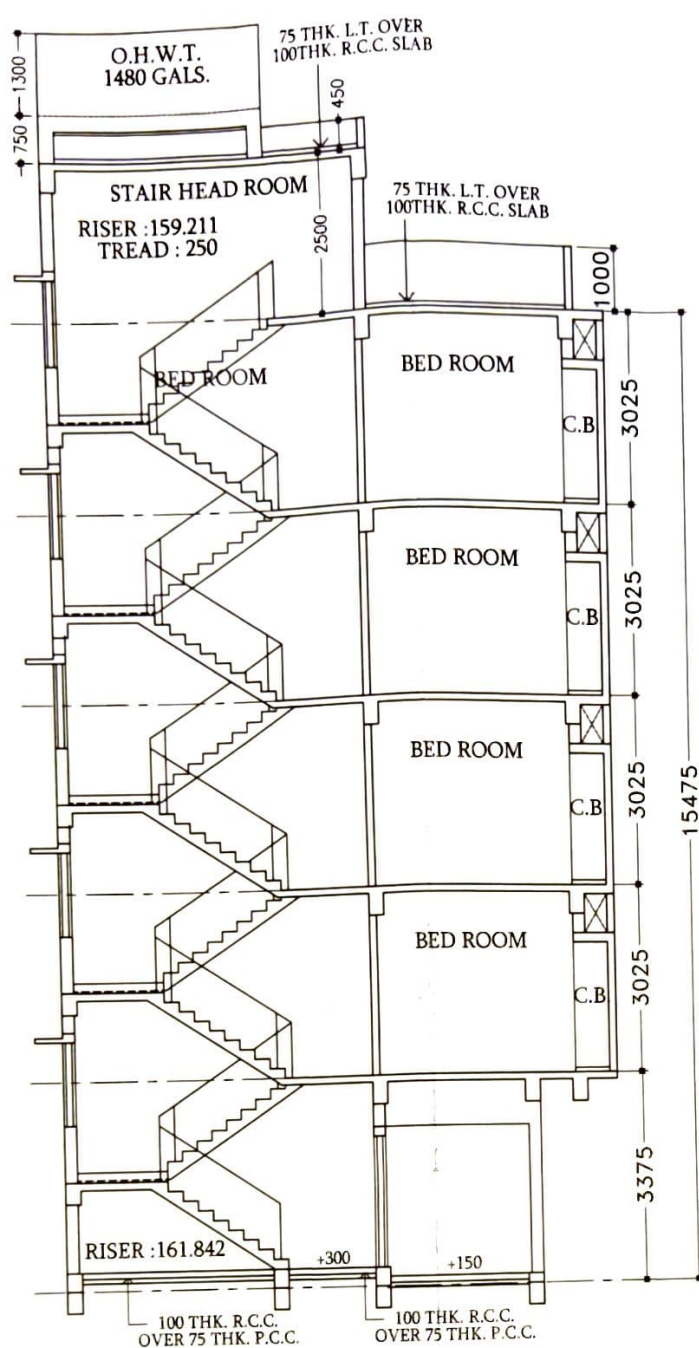 75 THK. L.T. OVER
100THK. R.C.C. SLAB
O.H.W.T.
1480 GALS.
1300
750
450
STAIR HEAD ROOM
RISER :159.211
TREAD : 250
2500
75 THK. L.T. OVER
100THK. R.C.C. SLAB
1000
BED ROOM
BED ROOM
C.B
3025
BED ROOM
C.B
3025
BED ROOM
C.B
3025
15475
BED ROOM
C.B
3025
3375
RISER :161.842
+300
+150
100 THK. R.C.C.
OVER 75 THK. P.C.C.
100 THK. R.C.C.
OVER 75 THK. P.C.C.